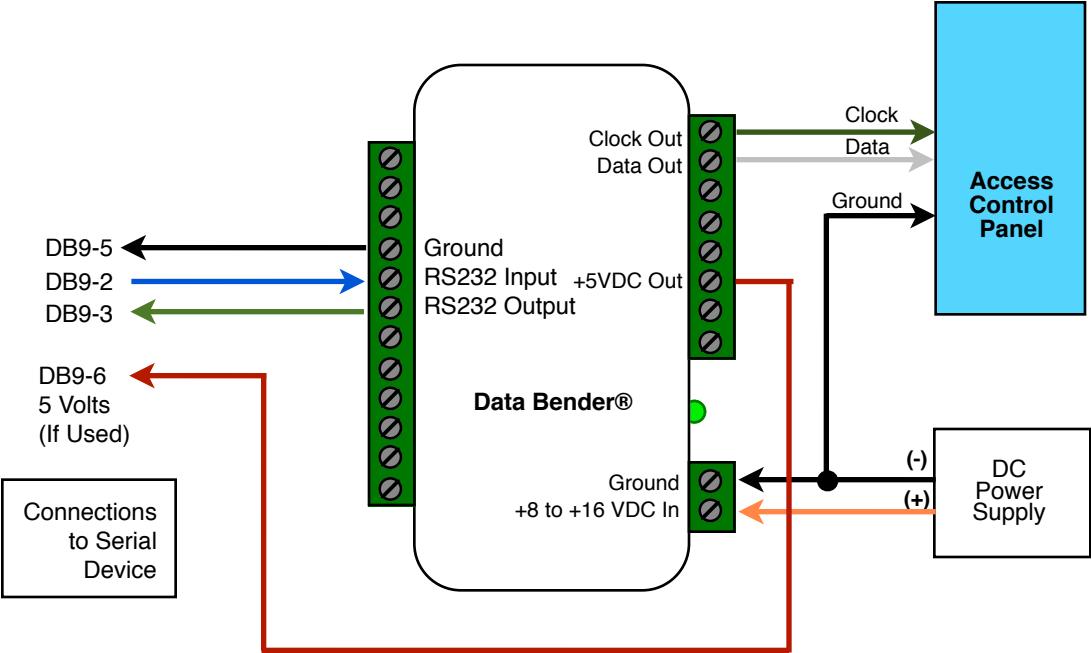 Clock
Clock Out
Data
Data Out
Access
Control
Panel
Ground
DB9-5
Ground
DB9-2
RS232 Input
+5VDC Out
DB9-3
RS232 Output
DB9-6
5 Volts
(If Used)
Data Bender®
(-)
DC
Power
Supply
Ground
(+)
+8 to +16 VDC In
Connections
to Serial
Device